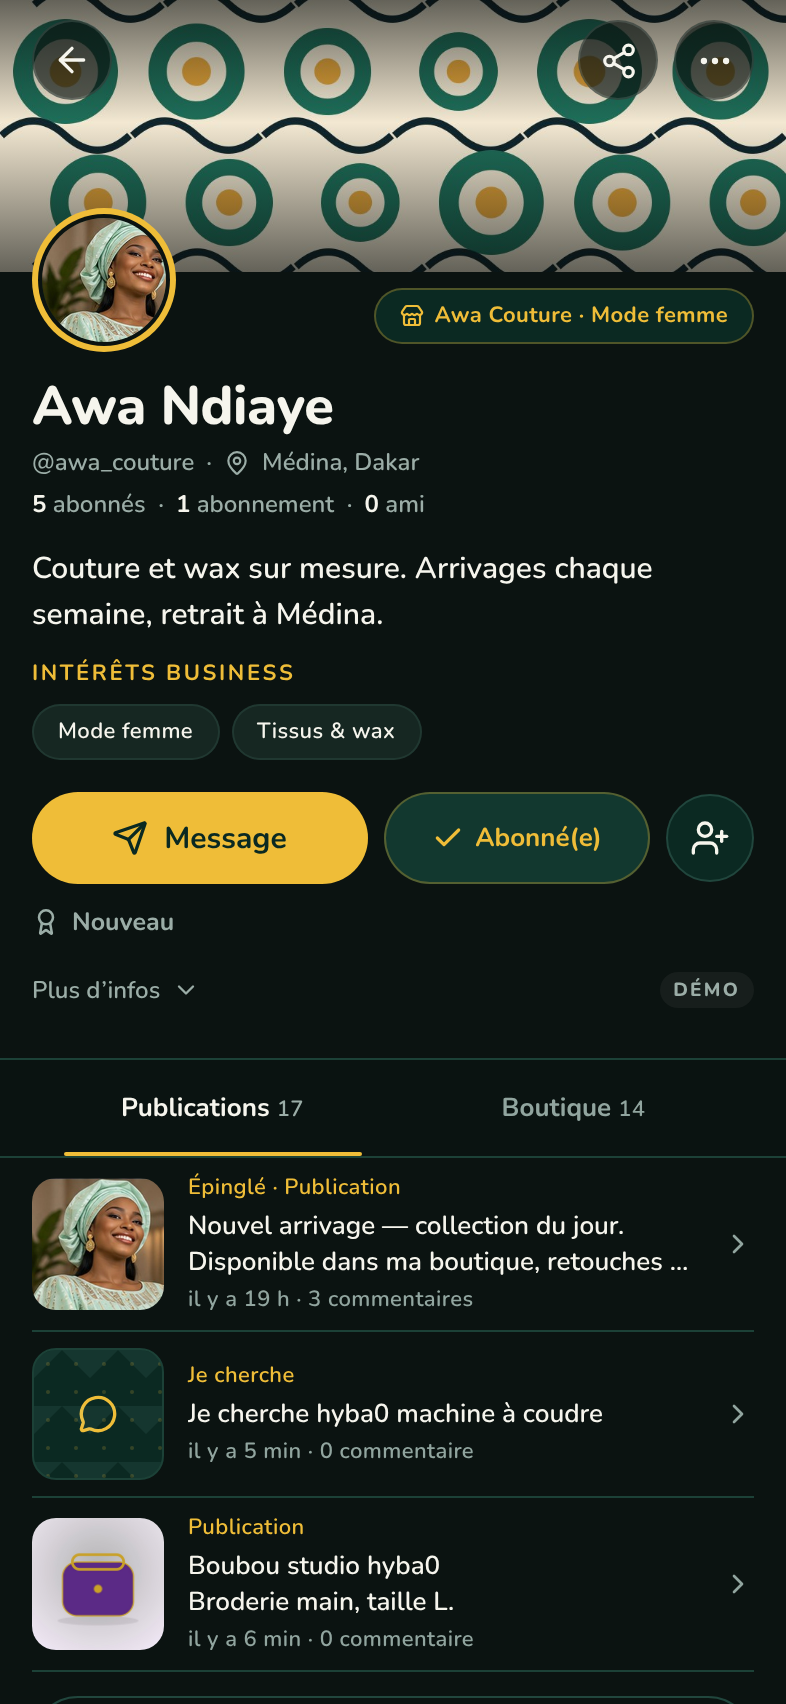 Awa Couture · Mode femme
Awa Ndiaye
@awa_couture · Médina, Dakar
5 abonnés · 1 abonnement · 0 ami
Couture et wax sur mesure. Arrivages chaque
semaine, retrait à Médina.
INTÉRÊTS BUSINESS
Mode femme
Tissus & wax
Message
Abonné(e)
Nouveau
Plus d’infos
DÉMO
Publications 17
Boutique 14
Épinglé · Publication
Nouvel arrivage — collection du jour.
Disponible dans ma boutique, retouches ...
il y a 19 h · 3 commentaires
Je cherche
Je cherche hyba0 machine à coudre
il y a 5 min · 0 commentaire
Publication
Boubou studio hyba0
Broderie main, taille L.
il y a 6 min · 0 commentaire